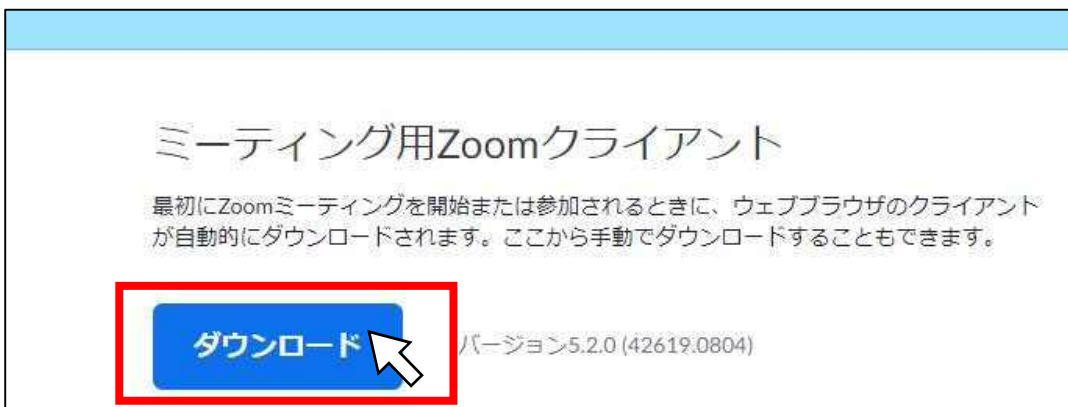 ミーティング用Zoomクライアント
最初にZoomミーティングを開始または参加されるときに、ウェブブラウザのクライアント
が自動的にダウンロードされます。ここから手動でダウンロードすることもできます。
ダウンロード
バージョン5.2.0 (42619.0804)